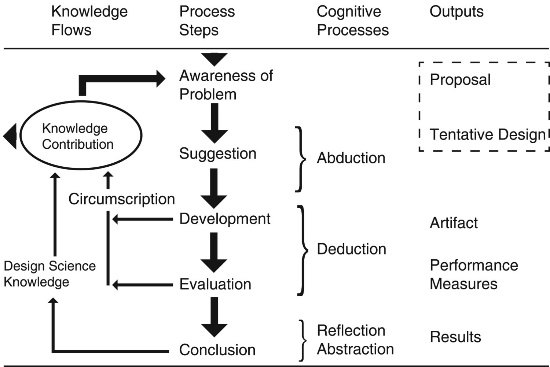 Knowledge
Flows
Process
Steps
Cognitive
Processes
Outputs
Awareness of
Problem
Proposal
Knowledge
Contribution
Tentative Design
Suggestion
Abduction
Circumscription
Development
Artifact
Deduction
Design Science
Knowledge
Evaluation
Performance
Measures
Reflection
Abstraction
Results
Conclusion